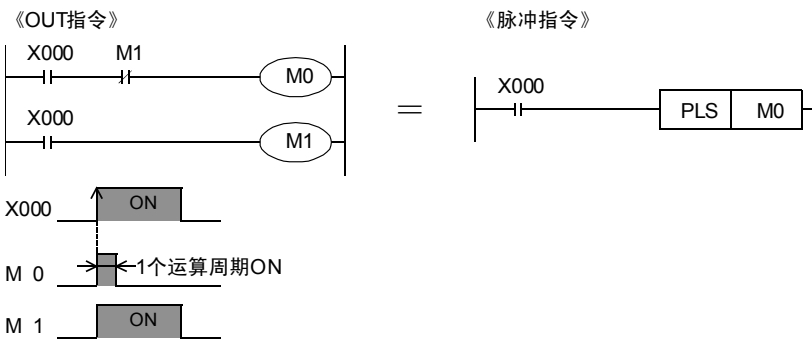 《OUT指令》 《脉冲指令》
X000 M1 M0
X000 M1
=
X000 PLS M0
X000 ON
M 0 1个运算周期ON
M 1 ON